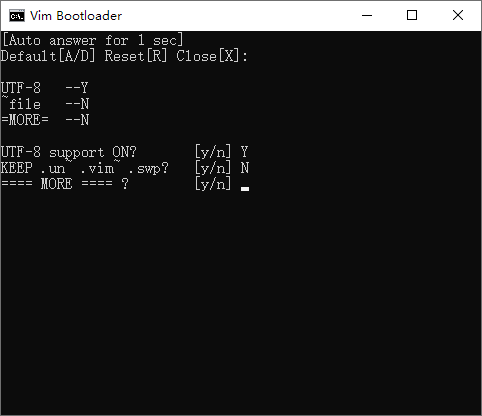 Vim Bootloader
[Auto answer for 1 sec]
Default[A/D] Reset[R] Close[X]:
UTF-8 --Y
~file --N
=MORE= --N
UTF-8 support ON? [y/n] Y
KEEP .un~ .vim~ .swp? [y/n] N
==== MORE ==== ? [y/n]